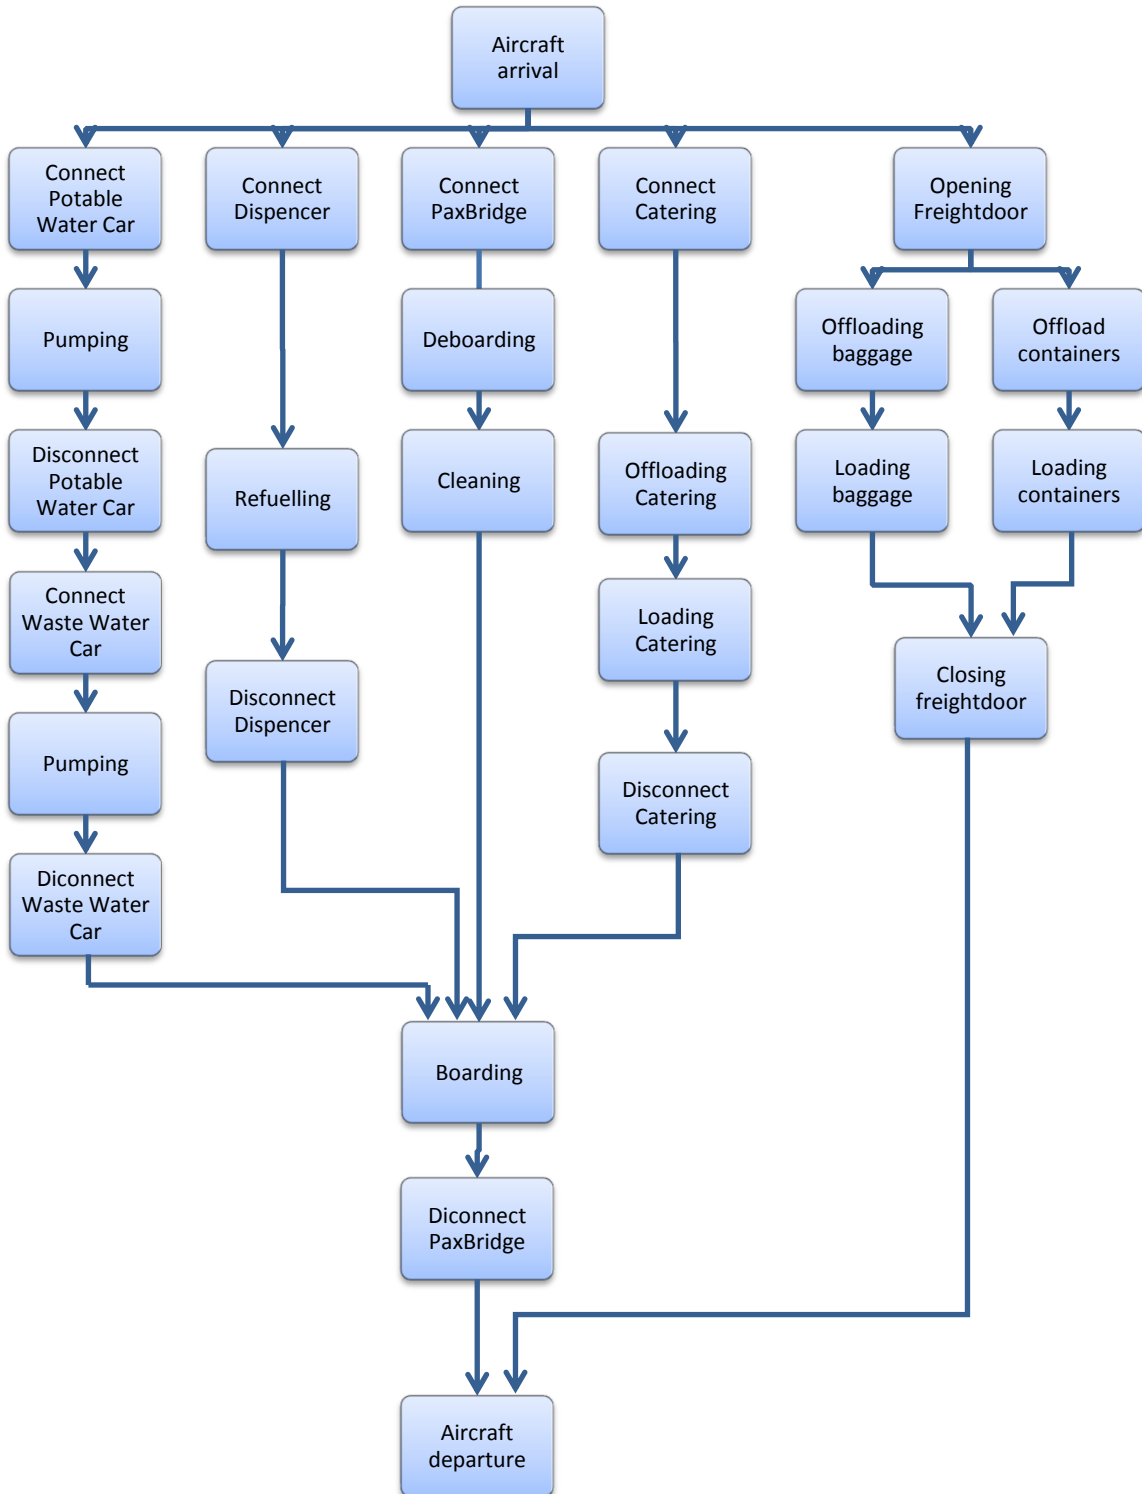 Aircraft
arrival
Connect
Potable
Water Car
Connect
Dispencer
Connect
PaxBridge
Connect
Catering
Opening
Freightdoor
Pumping
Deboarding
Offloading
baggage
Offload
containers
Disconnect
Potable
Water Car
Refuelling
Cleaning
Offloading
Catering
Loading
baggage
Loading
containers
Connect
Waste Water
Car
Loading
Catering
Disconnect
Dispencer
Closing
freightdoor
Pumping
Disconnect
Catering
Diconnect
Waste Water
Car
Boarding
Diconnect
PaxBridge
Aircraft
departure